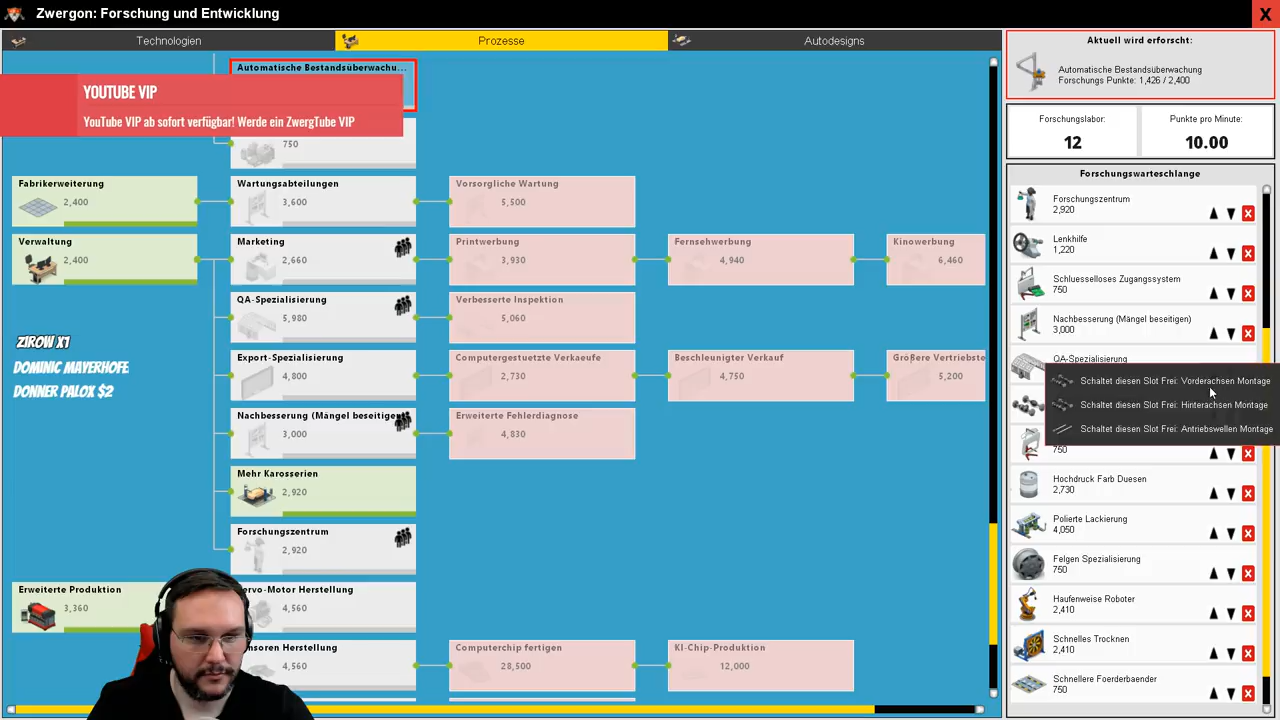 Zwergon: Forschung und Entwicklung
X
Technologien
Prozesse
Autodesigns
Automatische Bestandsüberwachu...
YOUTUBE VIP
YouTube VIP ab sofort verfügbar! Werde ein ZwergTube VIP
750
Fabrikerweiterung
2,400
Wartungsabteilungen
3,600
Vorsorgliche Wartung
5,500
Verwaltung
2,400
Marketing
2,660
Printwerbung
3,930
Fernsehwerbung
4,940
Kinowerbung
6,460
QA-Spezialisierung
5,980
Verbesserte Inspektion
5,060
ZIROW X1
DOMINIC MAYERHOFE
DONNER PALOX $2
Export-Spezialisierung
4,800
Computergestuetzte Verkaeufe
2,730
Beschleunigter Verkauf
4,750
Größere Vertriebste
5,200
Nachbesserung (Mängel beseitigen)
3,000
Erweiterte Fehlerdiagnose
4,830
Mehr Karosserien
2,920
Forschungszentrum
2,920
Erweiterte Produktion
3,360
ervo-Motor Herstellung
4,560
nsoren Herstellung
4,560
Computerchip fertigen
28,500
KI-Chip-Produktion
12,000
Aktuell wird erforscht:
Automatische Bestandsüberwachung
Forschungs Punkte: 1,426 / 2,400
Forschungslabor:
12
Punkte pro Minute:
10.00
Forschungswarteschlange
Forschungszentrum
2,920
Lenkhilfe
1,220
Schluesselloses Zugangssystem
750
Nachbesserung (Mängel beseitigen)
3,000
QA-Spezialisierung
Schaltet diesen Slot Frei: Vorderachsen Montage
Schaltet diesen Slot Frei: Hinterachsen Montage
Schaltet diesen Slot Frei: Antriebswellen Montage
750
Hochdruck Farb Duesen
2,730
Polierte Lackierung
4,050
Felgen Spezialisierung
750
Haufenweise Roboter
2,410
Schnelles Trocknen
2,410
Schnellere Foerderbaender
750